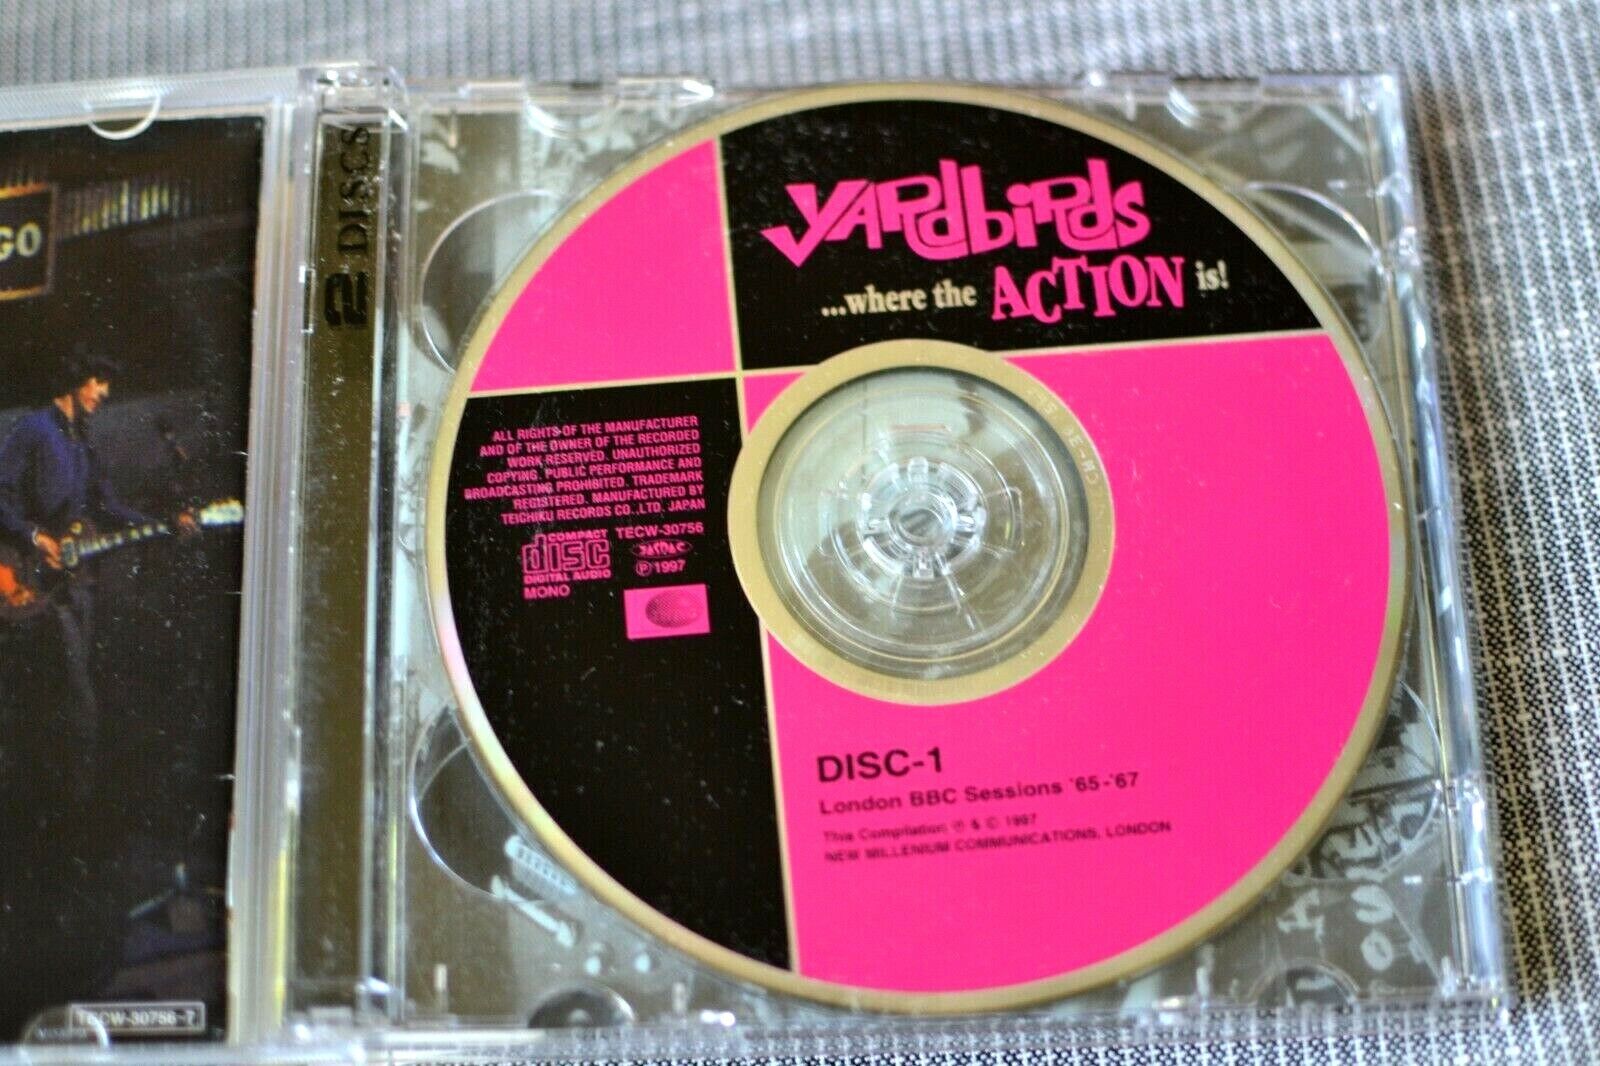 GO
2 DISCS
TECW-30756~7
YARDBIRDS
...where the ACTION is!
ALL RIGHTS OF THE MANUFACTURER
AND OF THE OWNER OF THE RECORDED
WORK RESERVED. UNAUTHORIZED
COPYING, PUBLIC PERFORMANCE AND
BROADCASTING PROHIBITED. TRADEMARK
REGISTERED. MANUFACTURED BY
TEICHIKU RECORDS CO., LTD. JAPAN
TECW-30756
COMPACT
disc
DIGITAL AUDIO
MONO
Ⓟ1997
DISC-1
London BBC Sessions '65-'67
This Compilation Ⓟ & © 1997
NEW MILLENIUM COMMUNICATIONS, LONDON